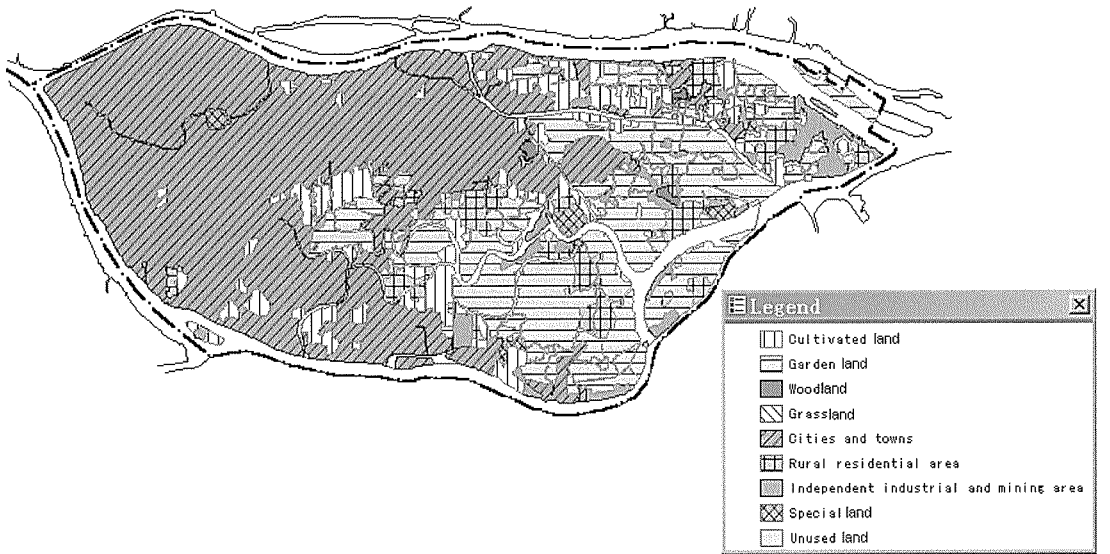 Legend
Cultivated land
Garden land
Woodland
Grassland
Cities and towns
Rural residential area
Independent industrial and mining area
Special land
Unused land